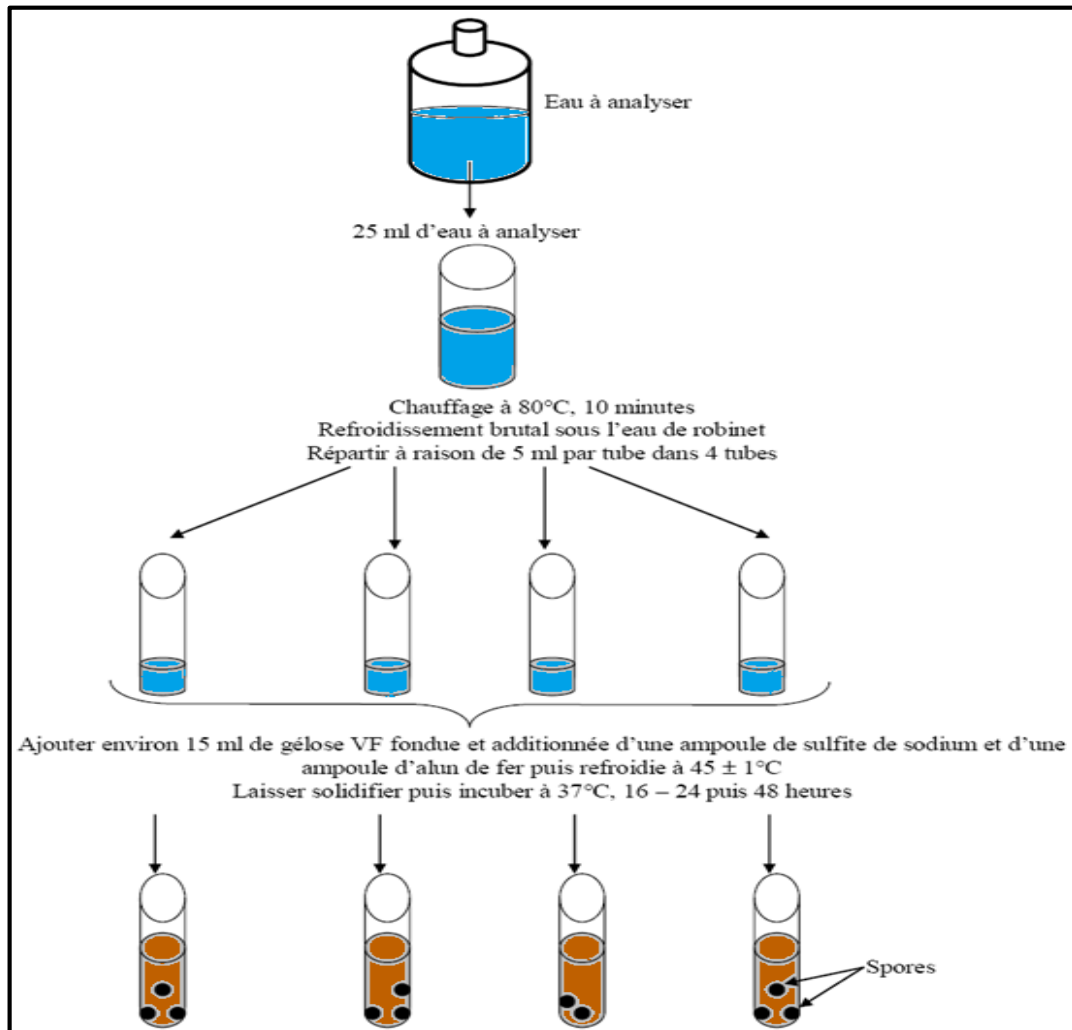 Eau à analyser
25 ml d'eau à analyser
Chauffage à 80°C, 10 minutes
Refroidissement brutal sous l'eau de robinet
Répartir à raison de 5 ml par tube dans 4 tubes
Ajouter environ 15 ml de gélose VF fondue et additionnée d'une ampoule de sulfite de sodium et d'une
ampoule d'alun de fer puis refroidie à 45 ± 1°C
Laisser solidifier puis incuber à 37°C, 16 – 24 puis 48 heures
Spores